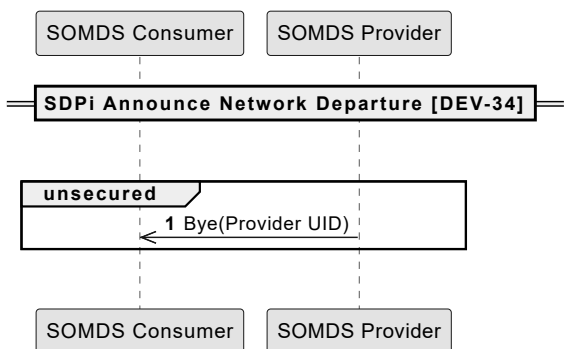 SOMDS Consumer SOMDS Provider
SDPi Announce Network Departure [DEV-34]
unsecured
1 Bye(Provider UID)
SOMDS Consumer SOMDS Provider